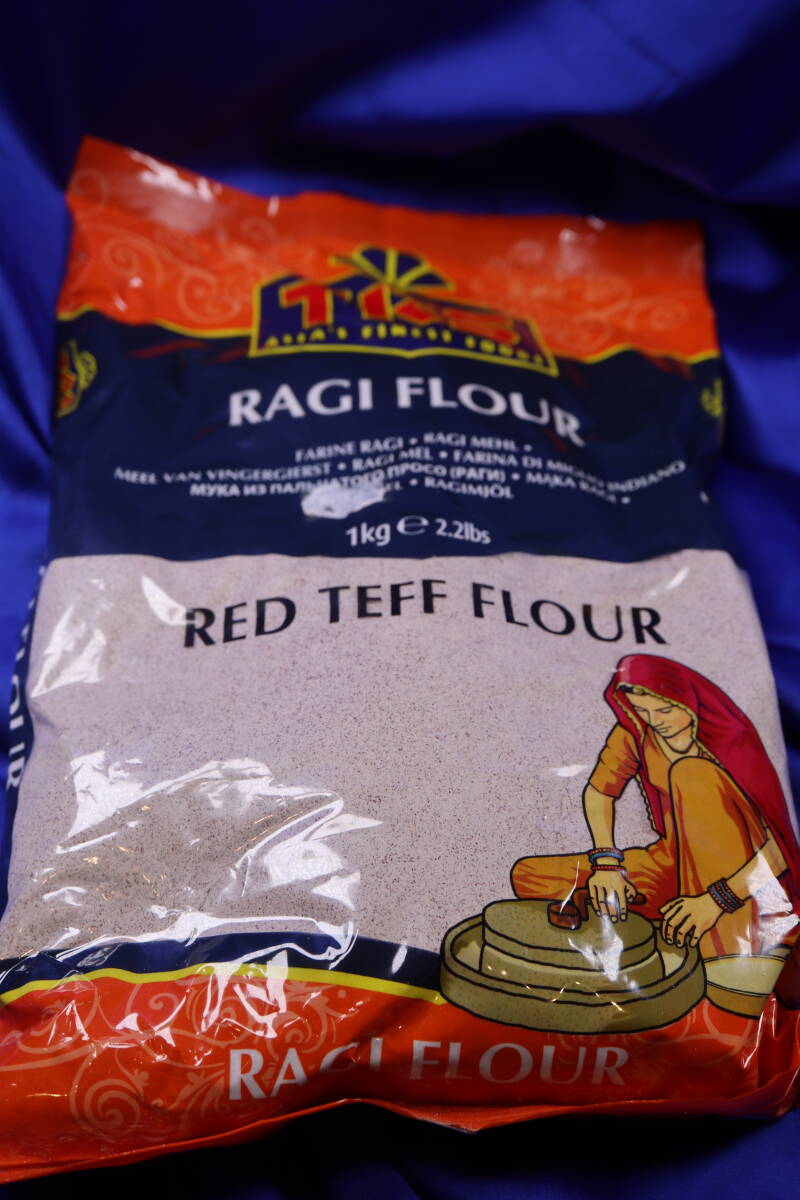 TRS
ASIA'S FINEST FOODS
RAGI FLOUR
FARINE RAGI • RAGI MEHL •
MEEL VAN VINGERGIERST • RAGI MEL • FARINA DI MIGLIO INDIANO
МУКА ИЗ ПАЛЬЧАТОГО ПРОСО (РАГИ) • MĄKA RAGI •
• RAGIMJÖL
1kg e 2.2lbs
RED TEFF FLOUR
RAGI FLOUR